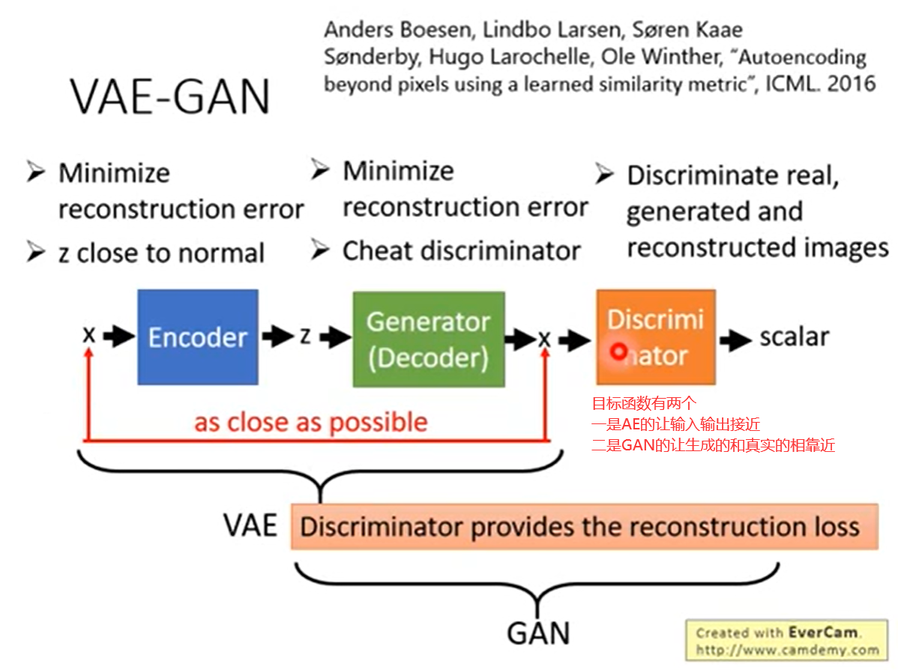 Anders Boesen, Lindbo Larsen, Søren Kaae
Sønderby, Hugo Larochelle, Ole Winther, “Autoencoding
beyond pixels using a learned similarity metric”, ICML. 2016
VAE-GAN
➢ Minimize
reconstruction error
➢ z close to normal
➢ Minimize
reconstruction error
➢ Cheat discriminator
➢ Discriminate real,
generated and
reconstructed images
x
Encoder
z
Generator
(Decoder)
x
Discrimi
nator
scalar
as close as possible
目标函数有两个
一是AE的让输入输出接近
二是GAN的让生成的和真实的相靠近
VAE
Discriminator provides the reconstruction loss
GAN
Created with EverCam.
http://www.camdemy.com